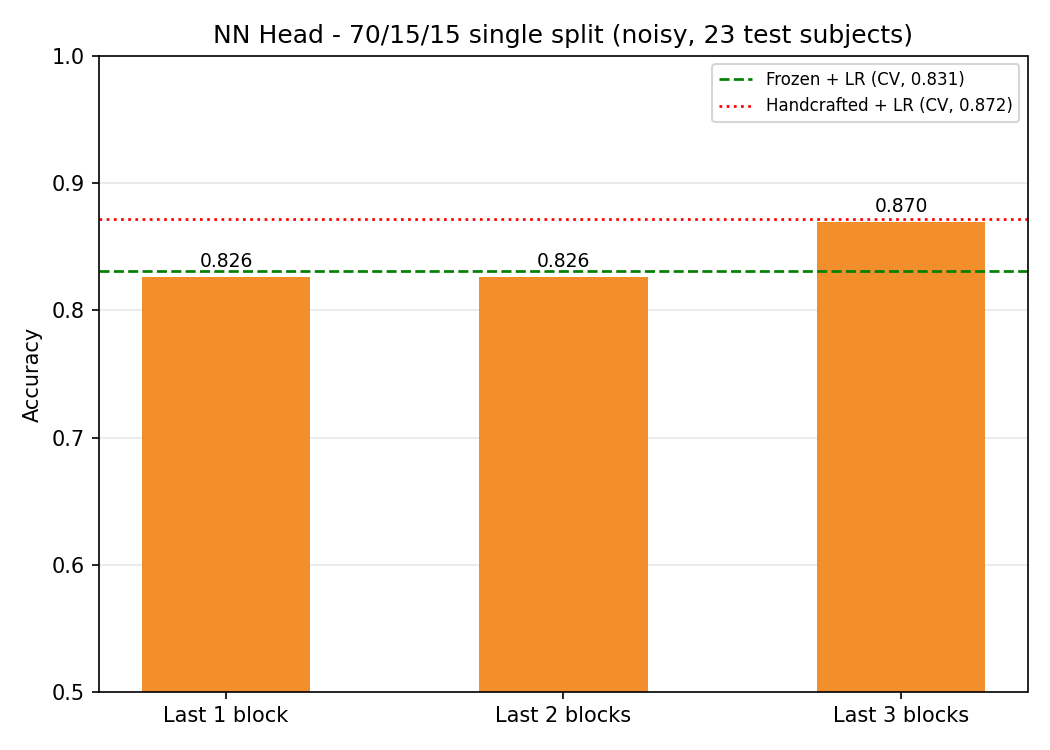 NN Head - 70/15/15 single split (noisy, 23 test subjects)
Frozen + LR (CV, 0.831)
Handcrafted + LR (CV, 0.872)
Accuracy
1.0
0.9
0.8
0.7
0.6
0.5
0.826
0.826
0.870
Last 1 block
Last 2 blocks
Last 3 blocks